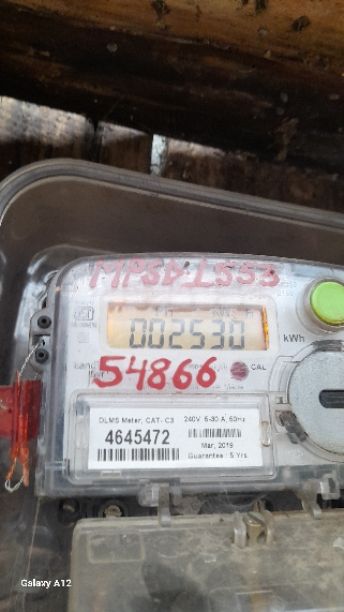 MPSD1553
002530
kWh
54866
CAL
DLMS Meter, CAT- C3
240V 5-30 A, 50Hz
4645472
Mar, 2019
Guarantee : 5 Yrs.
Galaxy A12